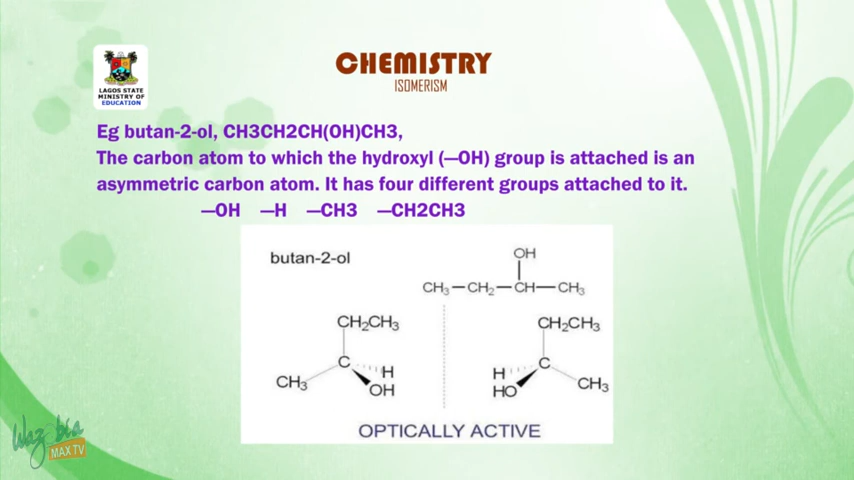 CHEMISTRY
ISOMERISM
LAGOS STATE
MINISTRY OF
EDUCATION
Eg butan-2-ol, CH3CH2CH(OH)CH3,
The carbon atom to which the hydroxyl (—OH) group is attached is an
asymmetric carbon atom. It has four different groups attached to it.
—OH —H —CH3 —CH2CH3
butan-2-ol
OH
CH₃—CH₂—CH—CH₃
CH₂CH₃
C
H
CH₃
OH
CH₂CH₃
C
H
HO
CH₃
OPTICALLY ACTIVE
Wazobia
MAX TV